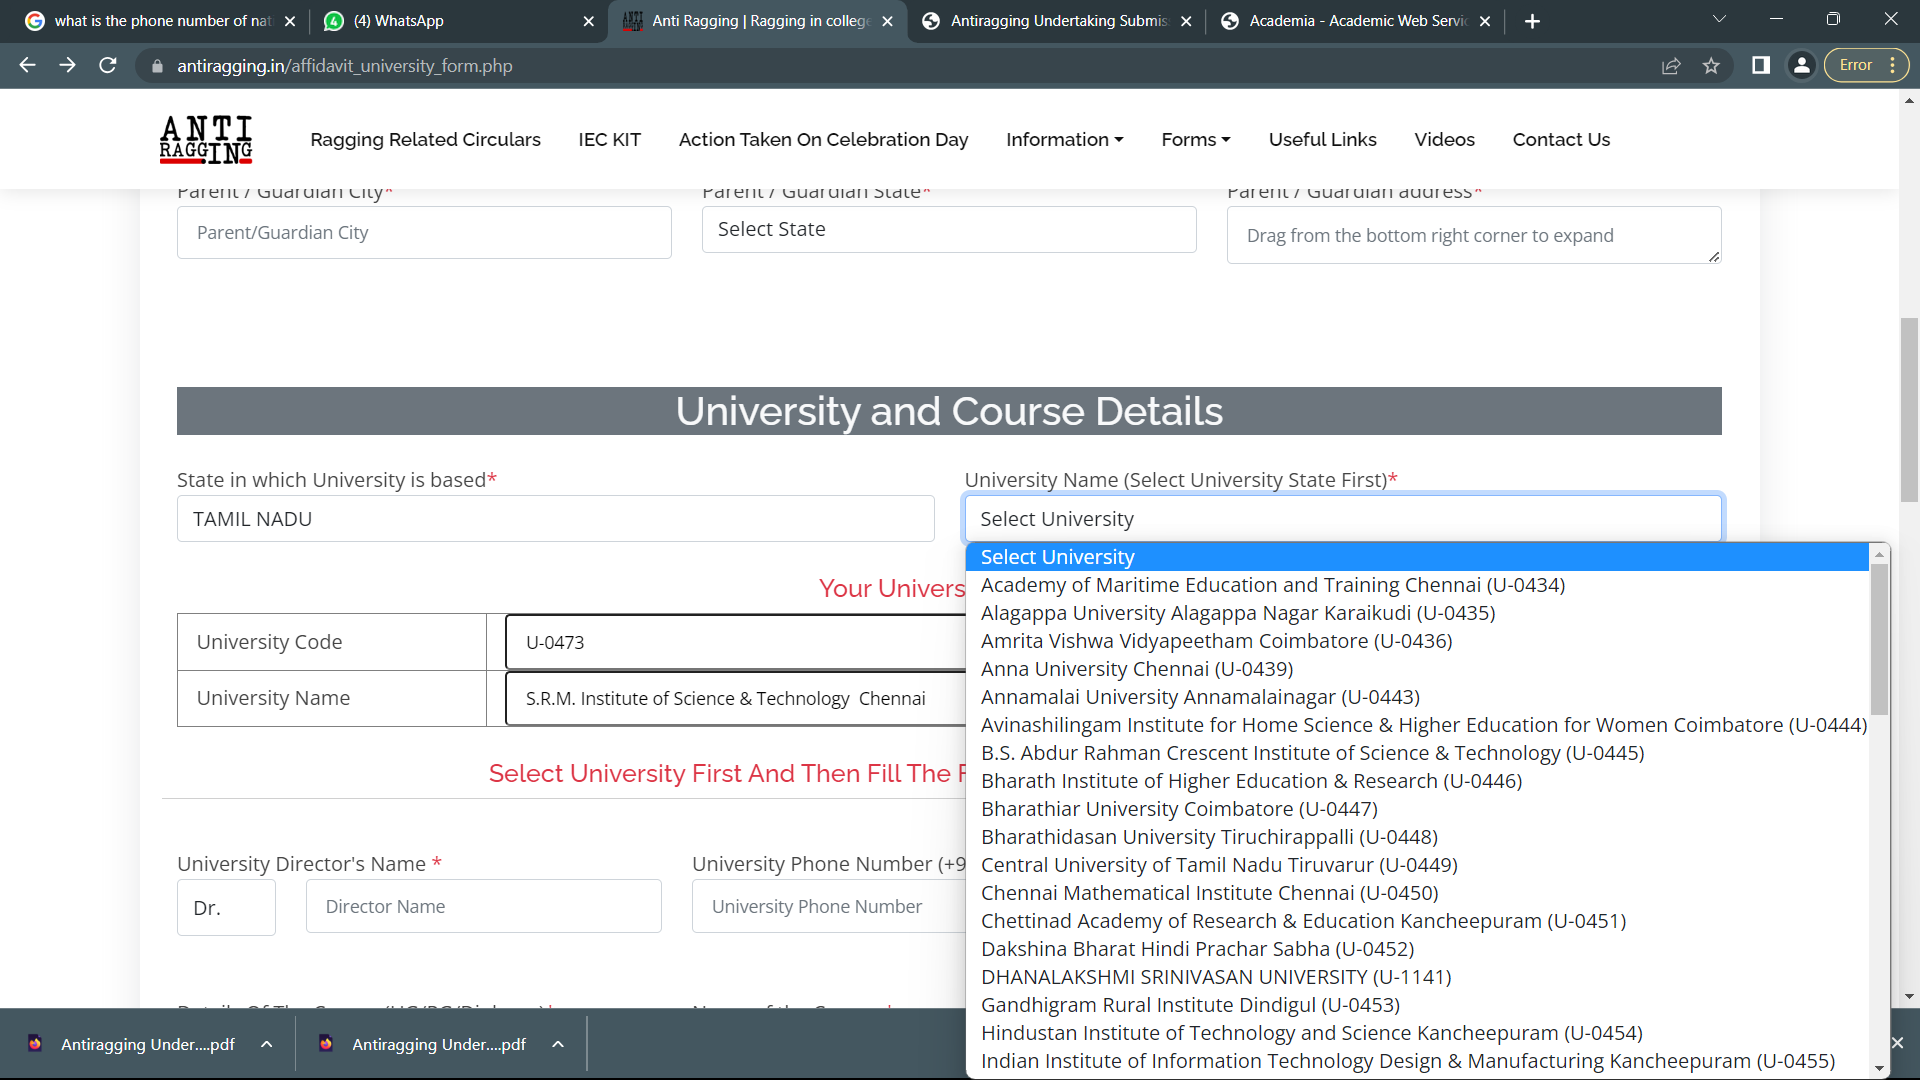 what is the phone number of nat
(4) WhatsApp
Anti Ragging | Ragging in college
Antiragging Undertaking Submis
Academia - Academic Web Servic
antiragging.in/affidavit_university_form.php
Error
ANTI
RAGGING
Ragging Related Circulars
IEC KIT
Action Taken On Celebration Day
Information
Forms
Useful Links
Videos
Contact Us
Parent / Guardian City*
Parent / Guardian State*
Parent / Guardian address*
Parent/Guardian City
Select State
Drag from the bottom right corner to expand
University and Course Details
State in which University is based*
University Name (Select University State First)*
TAMIL NADU
Select University
Select University
Academy of Maritime Education and Training Chennai (U-0434)
Alagappa University Alagappa Nagar Karaikudi (U-0435)
Amrita Vishwa Vidyapeetham Coimbatore (U-0436)
Anna University Chennai (U-0439)
Annamalai University Annamalainagar (U-0443)
Avinashilingam Institute for Home Science & Higher Education for Women Coimbatore (U-0444)
B.S. Abdur Rahman Crescent Institute of Science & Technology (U-0445)
Bharath Institute of Higher Education & Research (U-0446)
Bharathiar University Coimbatore (U-0447)
Bharathidasan University Tiruchirappalli (U-0448)
Central University of Tamil Nadu Tiruvarur (U-0449)
Chennai Mathematical Institute Chennai (U-0450)
Chettinad Academy of Research & Education Kancheepuram (U-0451)
Dakshina Bharat Hindi Prachar Sabha (U-0452)
DHANALAKSHMI SRINIVASAN UNIVERSITY (U-1141)
Gandhigram Rural Institute Dindigul (U-0453)
Hindustan Institute of Technology and Science Kancheepuram (U-0454)
Indian Institute of Information Technology Design & Manufacturing Kancheepuram (U-0455)
Your Univers
University Code
U-0473
University Name
S.R.M. Institute of Science & Technology Chennai
Select University First And Then Fill The F
University Director's Name *
University Phone Number (+9
Dr.
Director Name
University Phone Number
Antiragging Under....pdf
Antiragging Under....pdf